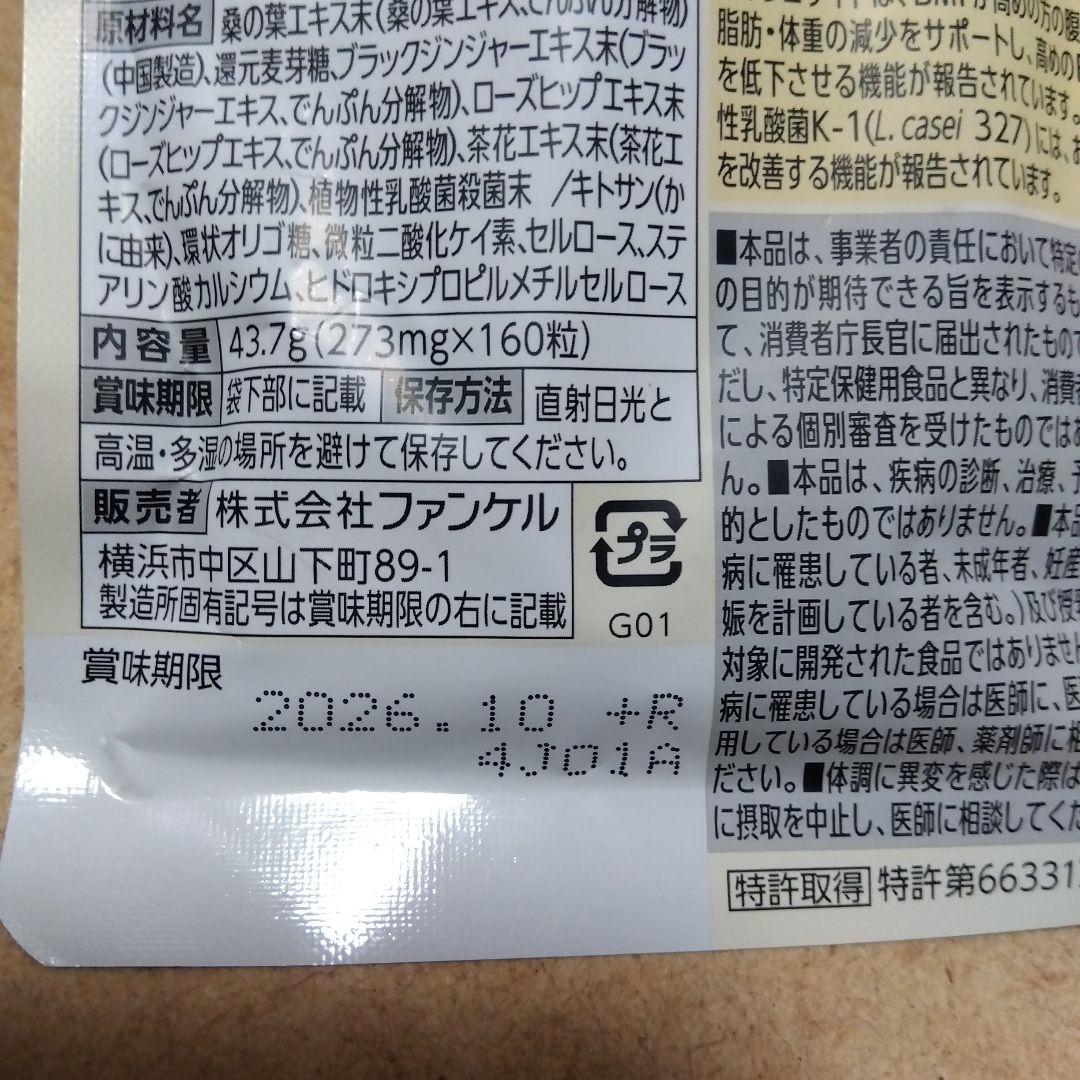 原材料名 桑の葉エキス末(桑の葉エキス、でんぷん分解物)
(中国製造)、還元麦芽糖、ブラックジンジャーエキス末(ブラッ
クジンジャーエキス、でんぷん分解物)、ローズヒップエキス末
(ローズヒップエキス、でんぷん分解物)、茶花エキス末(茶花エ
キス、でんぷん分解物)、植物性乳酸菌殺菌末 /キトサン(か
に由来)、環状オリゴ糖、微粒二酸化ケイ素、セルロース、ステ
アリン酸カルシウム、ヒドロキシプロピルメチルセルロース
内容量 43.7g(273mg×160粒)
賞味期限 袋下部に記載 保存方法 直射日光と
高温・多湿の場所を避けて保存してください。
販売者 株式会社ファンケル
横浜市中区山下町89-1
製造所固有記号は賞味期限の右に記載
プラ
G01
賞味期限
2026.10 +R
4J01A
は、BMIが高めの方の腹
脂肪・体重の減少をサポートし、高めの
を低下させる機能が報告されています。
性乳酸菌K-1(L. casei 327)には、お
を改善する機能が報告されています。
■本品は、事業者の責任において特定
の目的が期待できる旨を表示するも
て、消費者庁長官に届出されたもので
だし、特定保健用食品と異なり、消費者
による個別審査を受けたものではあ
ん。■本品は、疾病の診断、治療、予
的としたものではありません。■本品
病に罹患している者、未成年者、妊産
娠を計画している者を含む。)及び授
対象に開発された食品ではありません
病に罹患している場合は医師に、医
用している場合は医師、薬剤師に相
ださい。■体調に異変を感じた際は
に摂取を中止し、医師に相談してくだ
特許取得 特許第66331